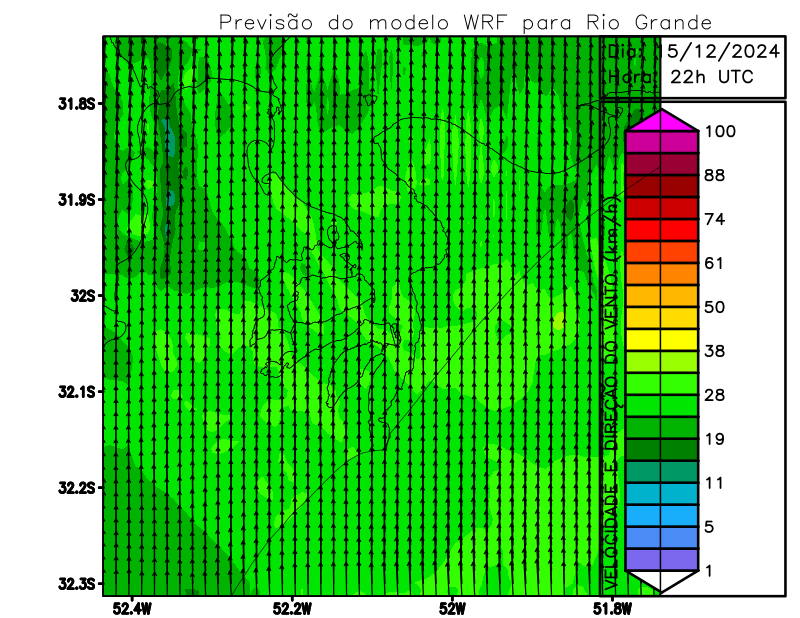 Previsão do modelo WRF para Rio Grande
Dia: 15/12/2024
Hora: 22h UTC
31.8S
31.9S
32S
32.1S
32.2S
32.3S
52.4W
52.2W
52W
51.8W
VELOCIDADE E DIREÇÃO DO VENTO (km/h)
100
88
74
61
50
38
28
19
11
5
1